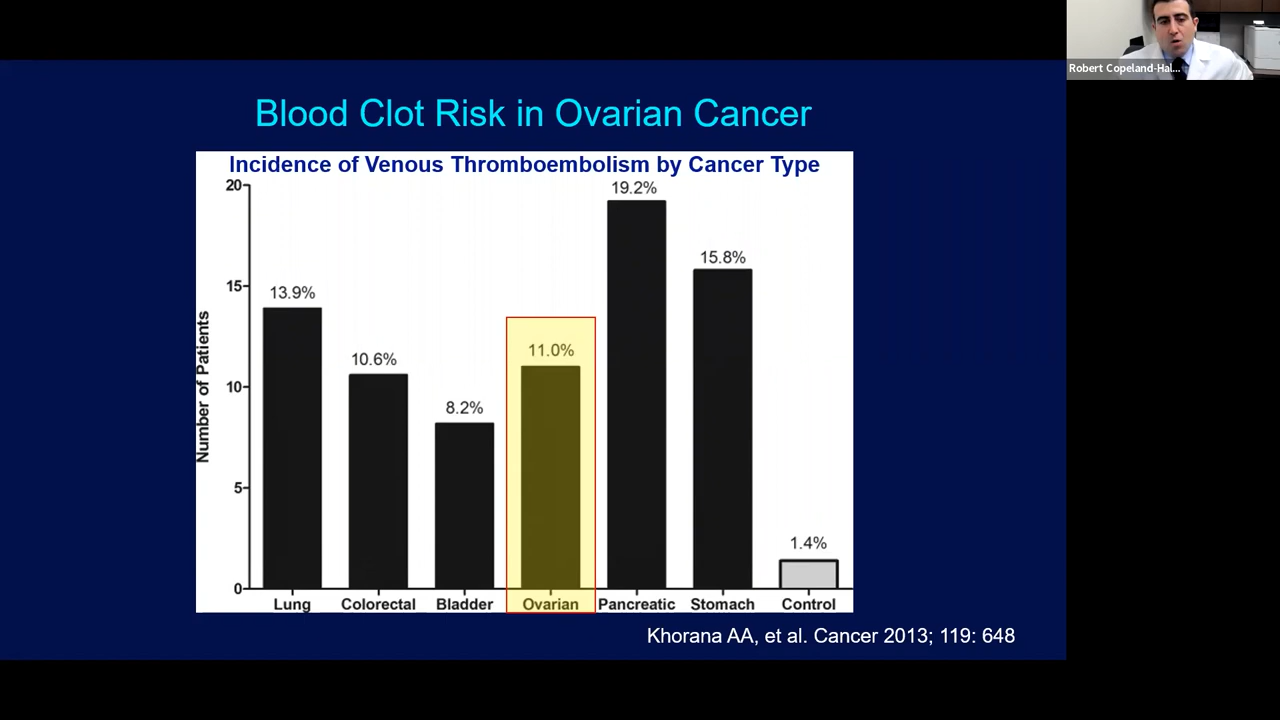 Robert Copeland-Hal...
Blood Clot Risk in Ovarian Cancer
Incidence of Venous Thromboembolism by Cancer Type
Number of Patients
20
15
10
5
0
13.9%
10.6%
8.2%
11.0%
19.2%
15.8%
1.4%
Lung Colorectal Bladder Ovarian Pancreatic Stomach Control
Khorana AA, et al. Cancer 2013; 119: 648